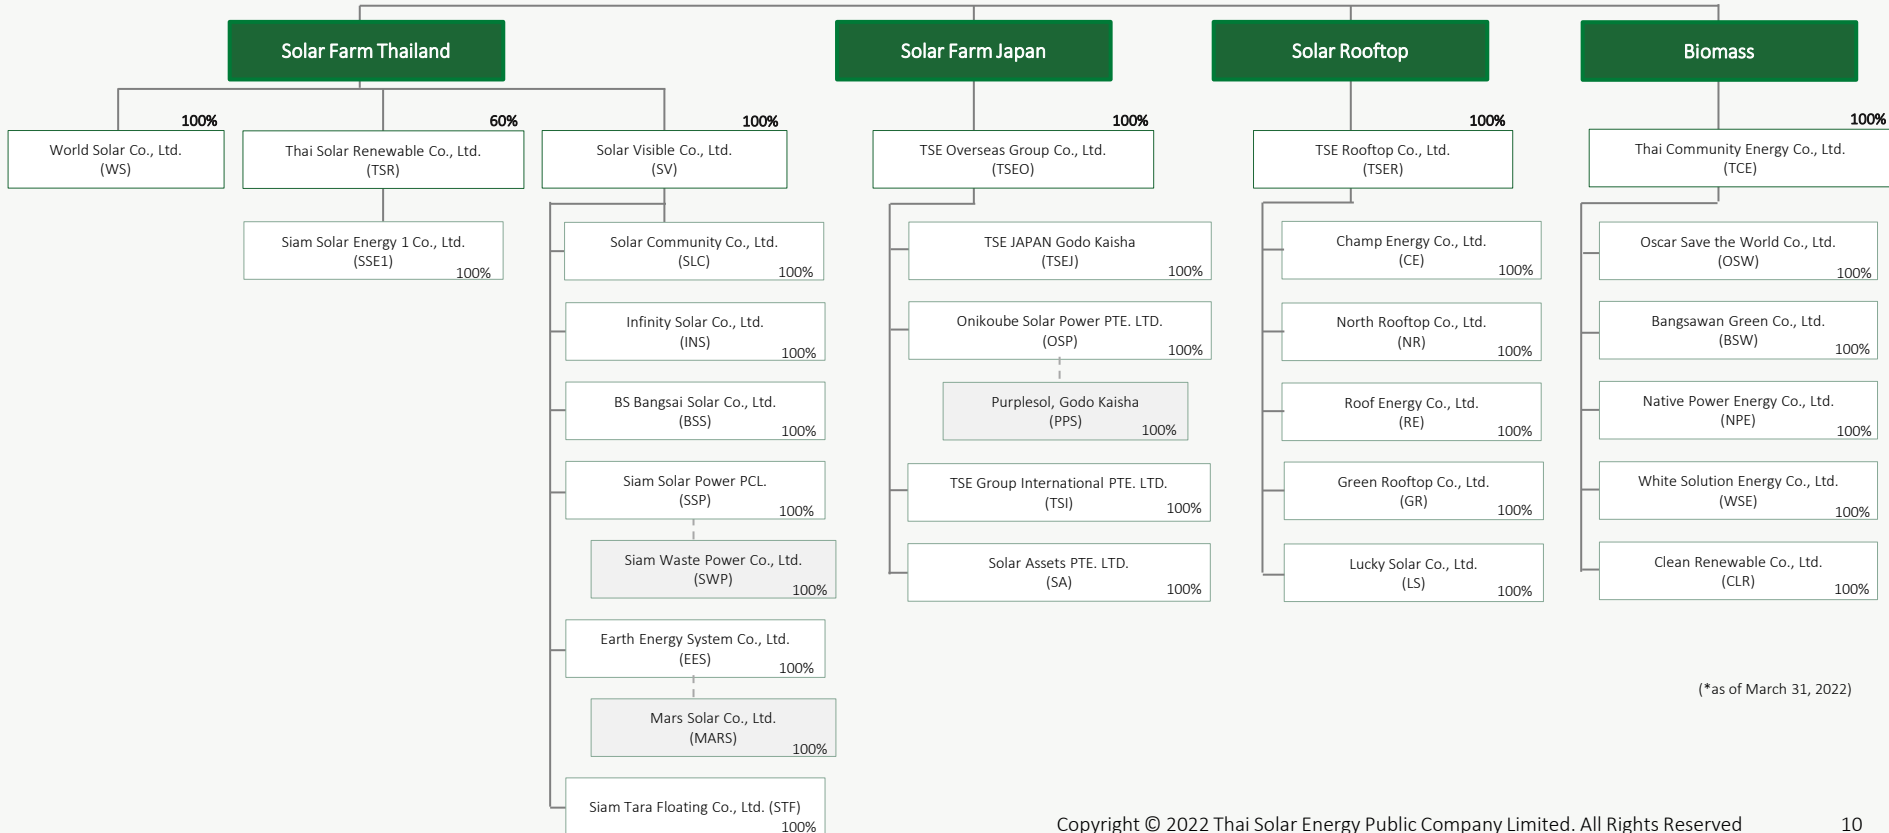 Solar Farm Thailand
Solar Farm Japan
Solar Rooftop
Biomass
100%
World Solar Co., Ltd.
(WS)
60%
Thai Solar Renewable Co., Ltd.
(TSR)
Siam Solar Energy 1 Co., Ltd.
(SSE1)
100%
100%
Solar Visible Co., Ltd.
(SV)
Solar Community Co., Ltd.
(SLC)
100%
Infinity Solar Co., Ltd.
(INS)
100%
BS Bangsai Solar Co., Ltd.
(BSS)
100%
Siam Solar Power PCL.
(SSP)
100%
Siam Waste Power Co., Ltd.
(SWP)
100%
Earth Energy System Co., Ltd.
(EES)
100%
Mars Solar Co., Ltd.
(MARS)
100%
Siam Tara Floating Co., Ltd. (STF)
100%
100%
TSE Overseas Group Co., Ltd.
(TSEO)
TSE JAPAN Godo Kaisha
(TSEJ)
100%
Onikoube Solar Power PTE. LTD.
(OSP)
100%
Purplesol, Godo Kaisha
(PPS)
100%
TSE Group International PTE. LTD.
(TSI)
100%
Solar Assets PTE. LTD.
(SA)
100%
100%
TSE Rooftop Co., Ltd.
(TSER)
Champ Energy Co., Ltd.
(CE)
100%
North Rooftop Co., Ltd.
(NR)
100%
Roof Energy Co., Ltd.
(RE)
100%
Green Rooftop Co., Ltd.
(GR)
100%
Lucky Solar Co., Ltd.
(LS)
100%
100%
Thai Community Energy Co., Ltd.
(TCE)
Oscar Save the World Co., Ltd.
(OSW)
100%
Bangsawan Green Co., Ltd.
(BSW)
100%
Native Power Energy Co., Ltd.
(NPE)
100%
White Solution Energy Co., Ltd.
(WSE)
100%
Clean Renewable Co., Ltd.
(CLR)
100%
(*as of March 31, 2022)
Copyright © 2022 Thai Solar Energy Public Company Limited. All Rights Reserved
10